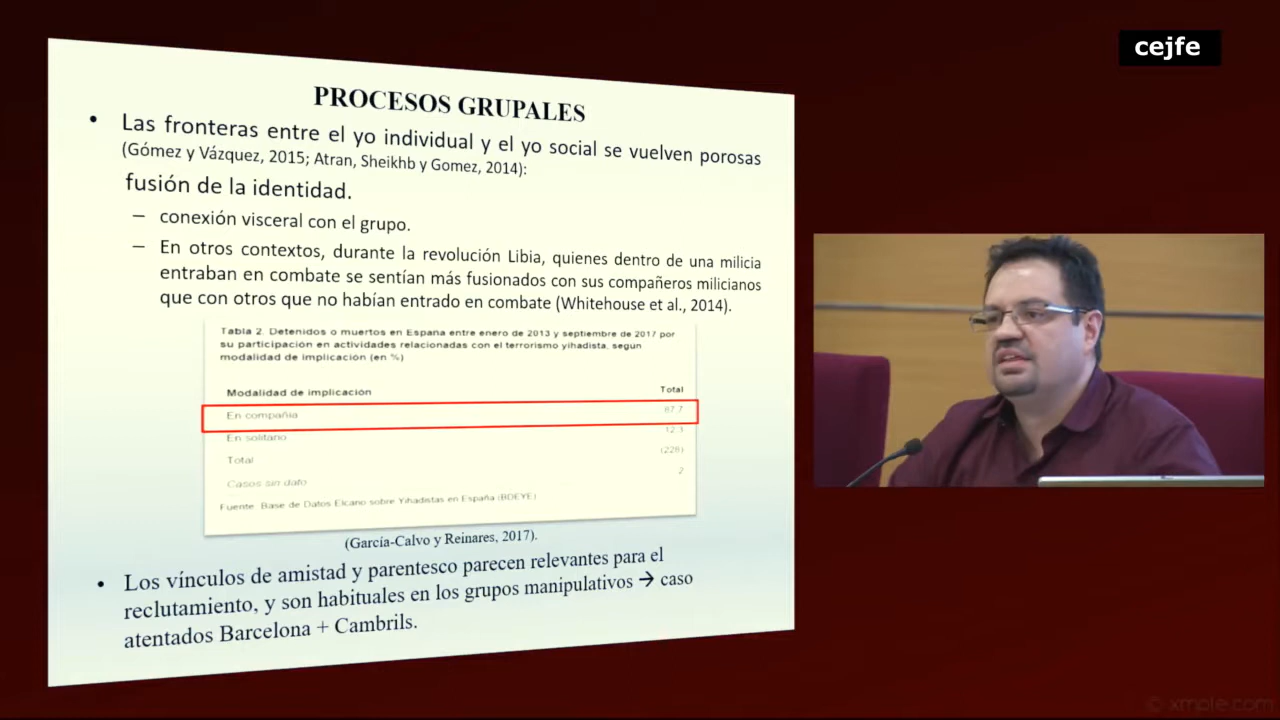 cejfe
PROCESOS GRUPALES
• Las fronteras entre el yo individual y el yo social se vuelven porosas
(Gómez y Vázquez, 2015; Atran, Sheikhb y Gomez, 2014):
fusión de la identidad.
– conexión visceral con el grupo.
– En otros contextos, durante la revolución Libia, quienes dentro de una milicia
entraban en combate se sentían más fusionados con sus compañeros milicianos
que con otros que no habían entrado en combate (Whitehouse et al., 2014).
Tabla 2. Detenidos o muertos en España entre enero de 2013 y septiembre de 2017 por
su participación en actividades relacionadas con el terrorismo yihadista, según
modalidad de implicación (en %)
Modalidad de implicación Total
En compañía 87.7
En solitario 12.3
Total (228)
Casos sin dato 2
Fuente: Base de Datos Elcano sobre Yihadistas en España (BDEYE)
(García-Calvo y Reinares, 2017).
• Los vínculos de amistad y parentesco parecen relevantes para el
reclutamiento, y son habituales en los grupos manipulativos → caso
atentados Barcelona + Cambrils.
© xmple.com